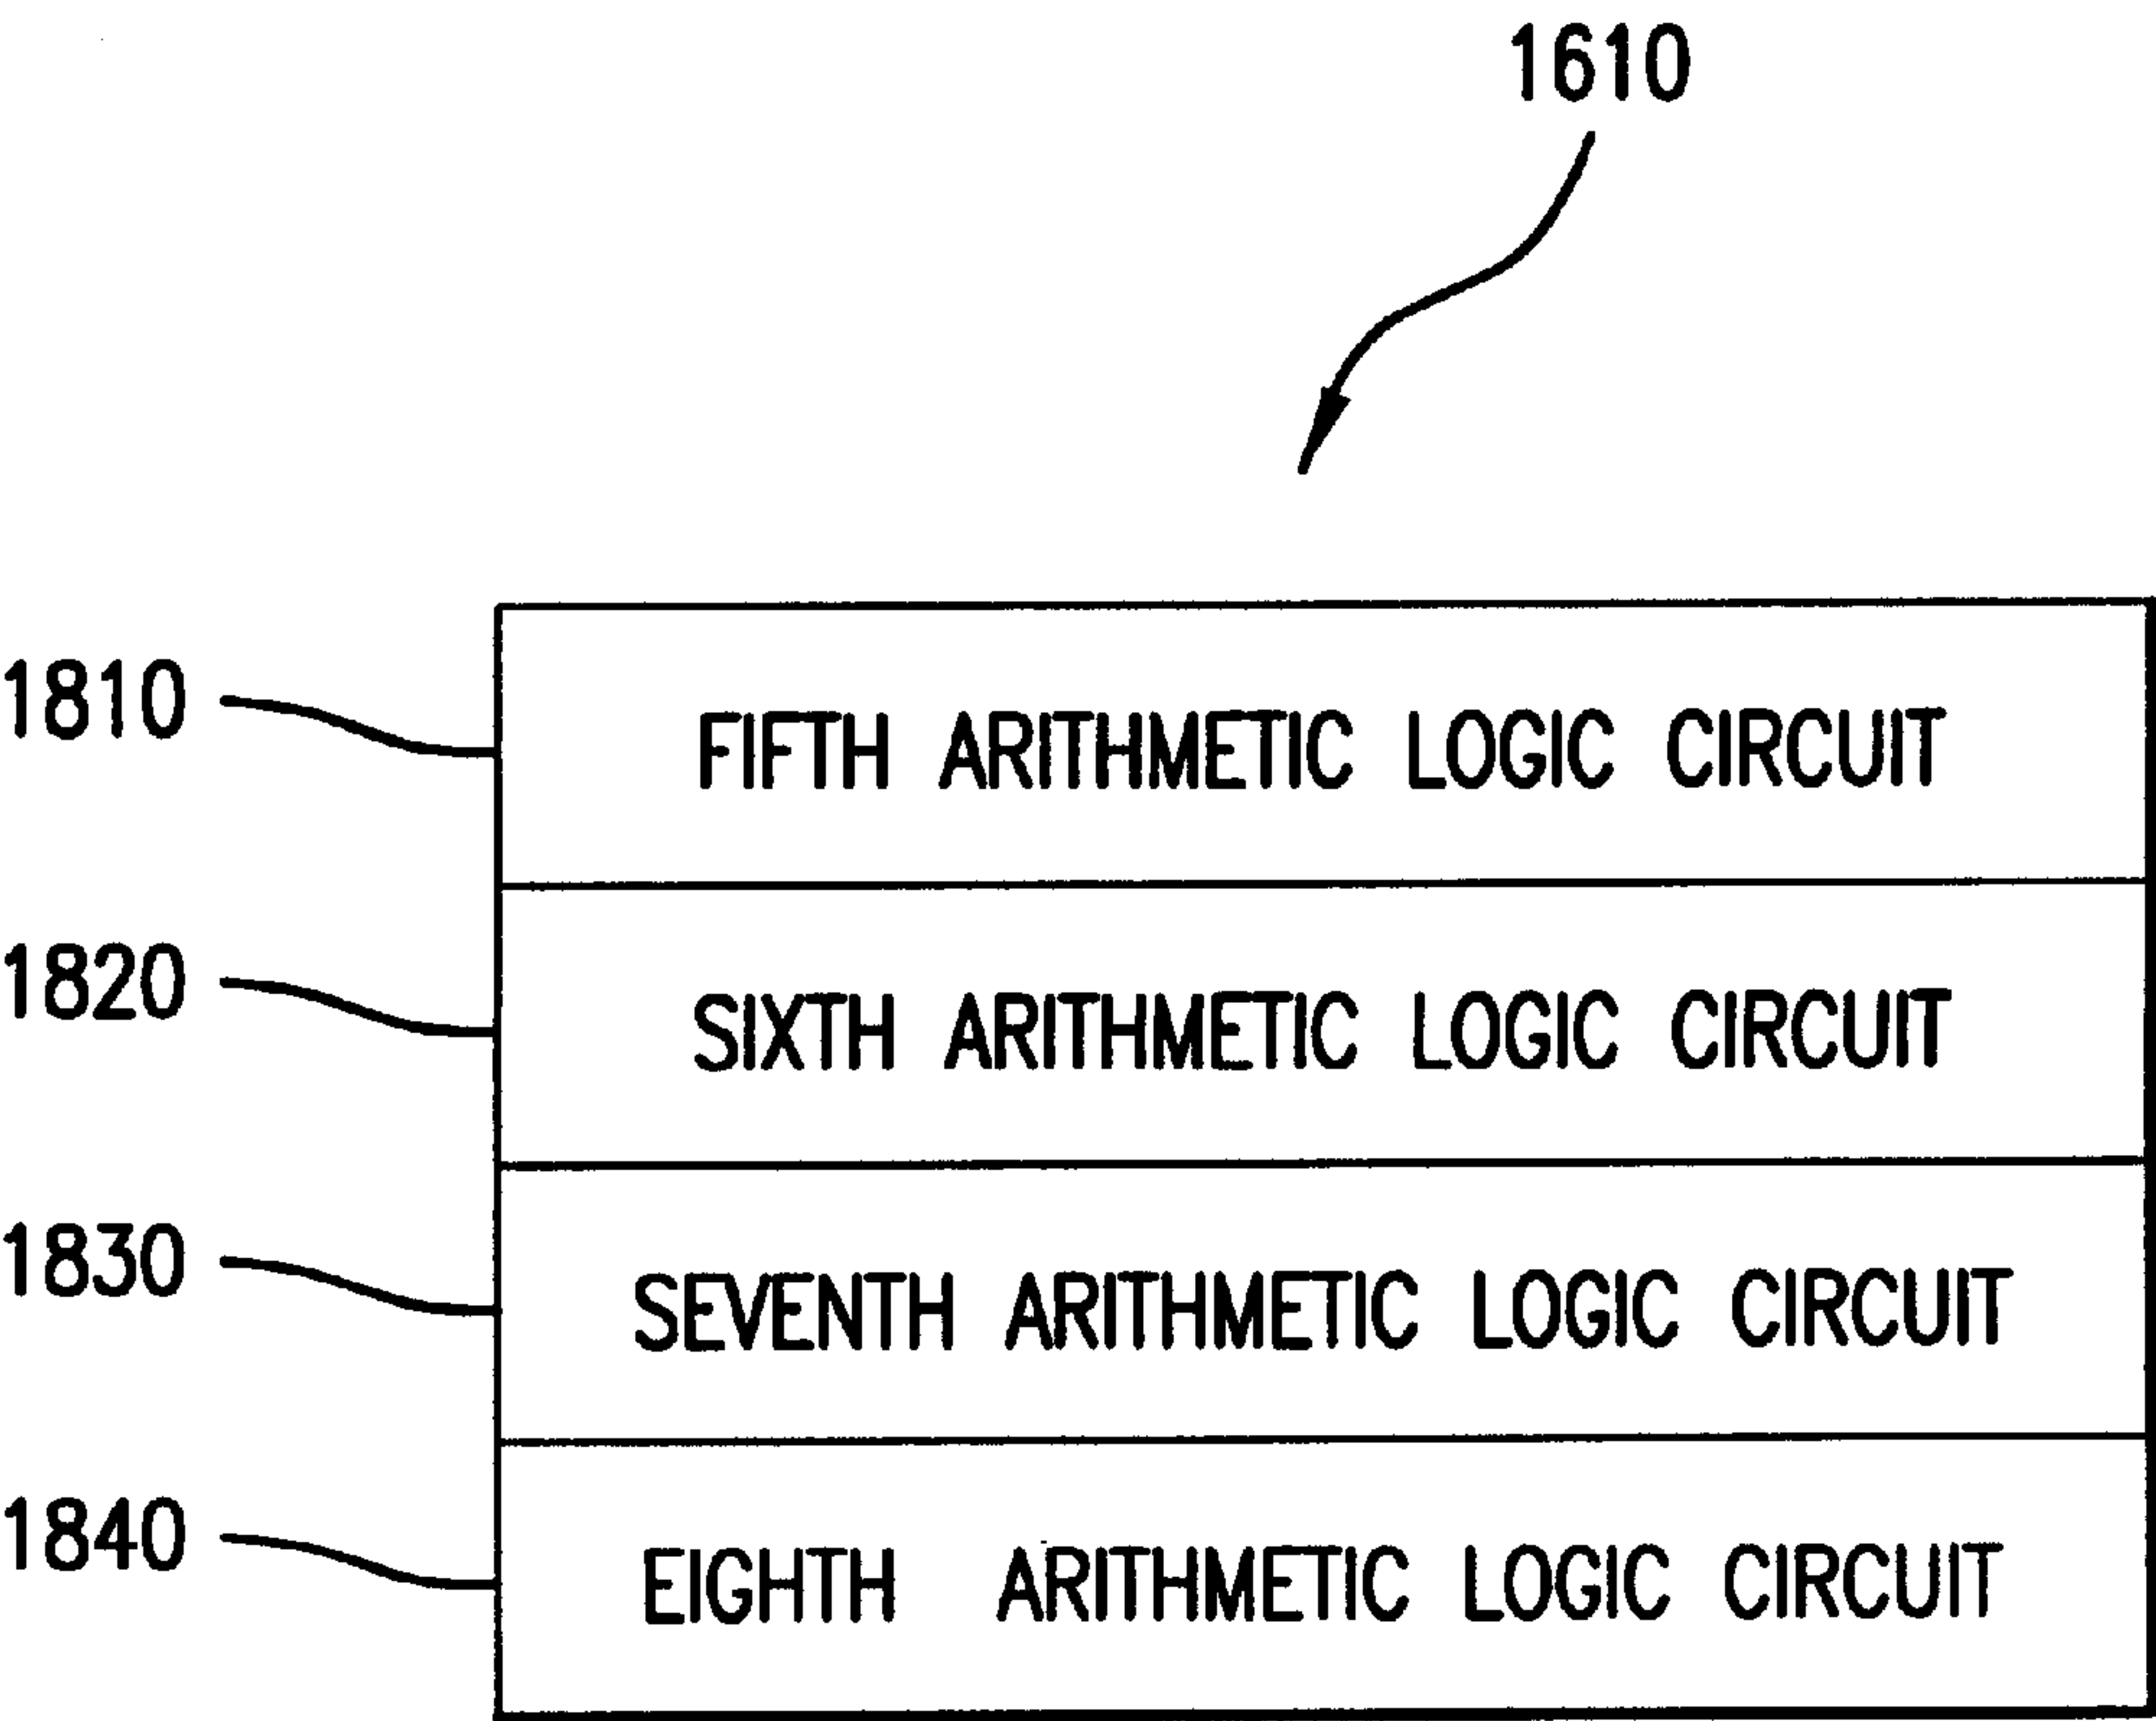 1610
1810 FIFTH ARITHMETIC LOGIC CIRCUIT
1820 SIXTH ARITHMETIC LOGIC CIRCUIT
1830 SEVENTH ARITHMETIC LOGIC CIRCUIT
1840 EIGHTH ARITHMETIC LOGIC CIRCUIT